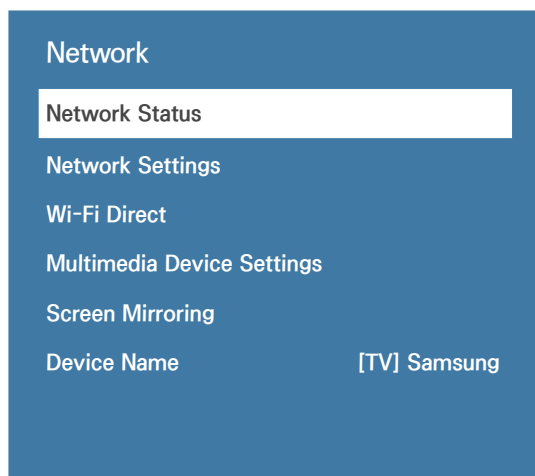 Network
Network Status
Network Settings
Wi-Fi Direct
Multimedia Device Settings
Screen Mirroring
Device Name [TV] Samsung